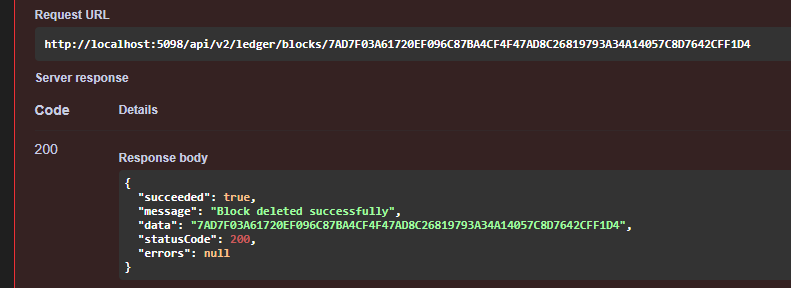 Request URL
http://localhost:5098/api/v2/ledger/blocks/7AD7F03A61720EF096C87BA4CF4F47AD8C26819793A34A14057C8D7642CFF1D4
Server response
Code Details
200
Response body
{
"succeeded": true,
"message": "Block deleted successfully",
"data": "7AD7F03A61720EF096C87BA4CF4F47AD8C26819793A34A14057C8D7642CFF1D4",
"statusCode": 200,
"errors": null
}